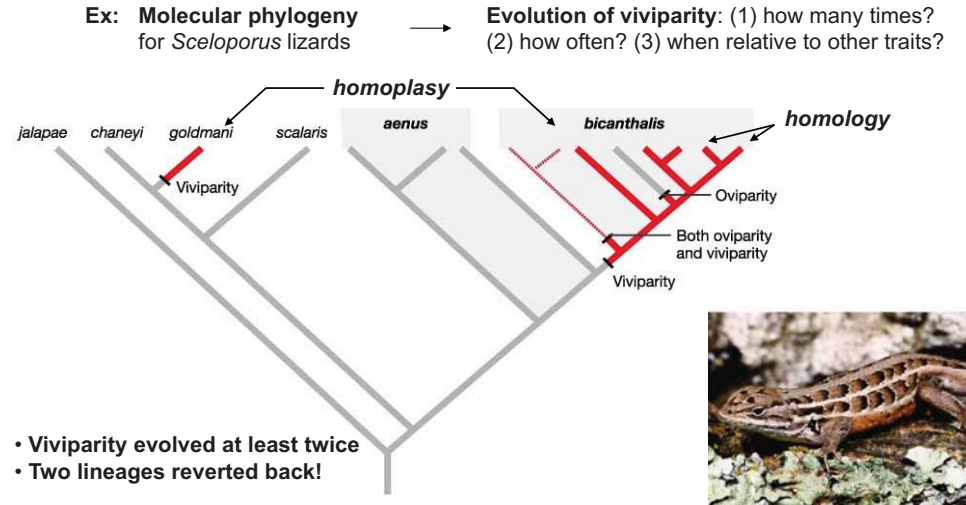 Ex: Molecular phylogeny
for Sceloporus lizards
Evolution of viviparity: (1) how many times?
(2) how often? (3) when relative to other traits?
homoplasy
jalapae chaneyi goldmani scalaris aenus bicanthalis homology
Viviparity
Oviparity
Both oviparity
and viviparity
Viviparity
• Viviparity evolved at least twice
• Two lineages reverted back!